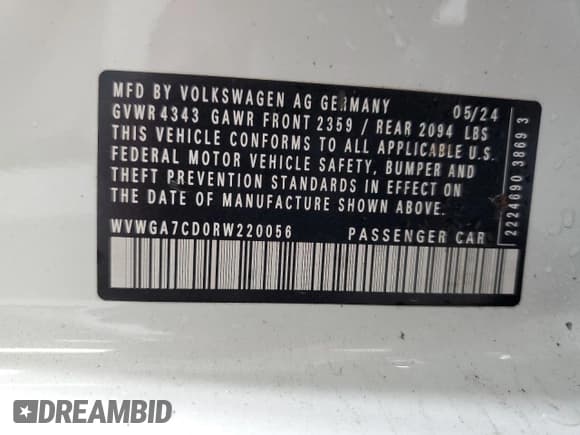 MFD BY VOLKSWAGEN AG GERMANY 05/24
GVWR 4343 GAWR FRONT 2359 / REAR 2094 LBS
THIS VEHICLE CONFORMS TO ALL APPLICABLE U.S.
FEDERAL MOTOR VEHICLE SAFETY, BUMPER AND
THEFT PREVENTION STANDARDS IN EFFECT ON
THE DATE OF MANUFACTURE SHOWN ABOVE.
WVWGA7CD0RW220056 PASSENGER CAR
2224690 3869 3
DREAMBID